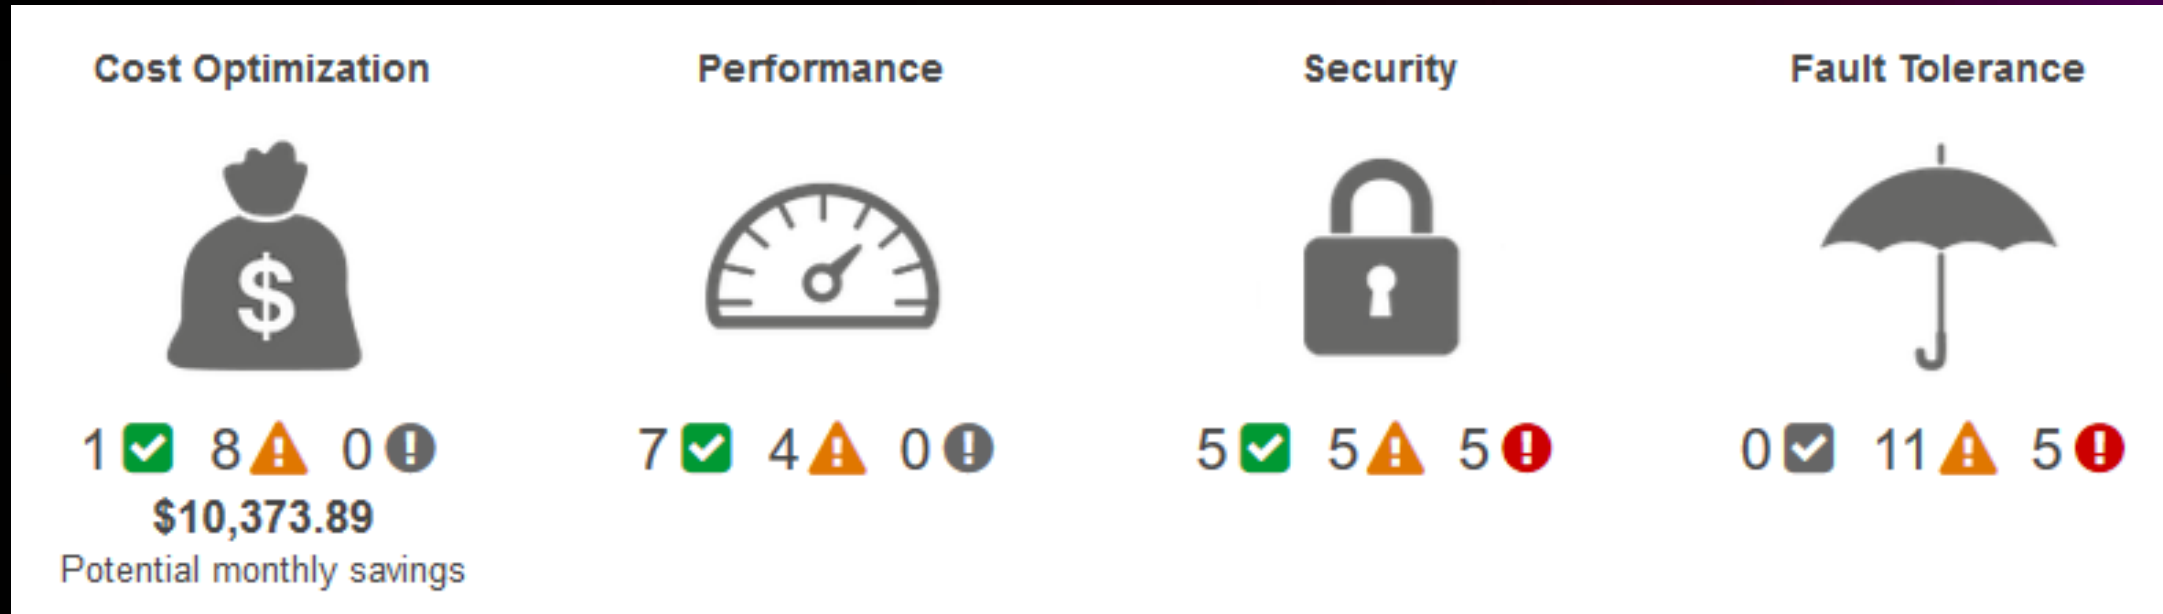 Cost Optimization
Performance
Security
Fault Tolerance
$
1 8 0
7 4 0
5 5 5
0 11 5
$10,373.89
Potential monthly savings